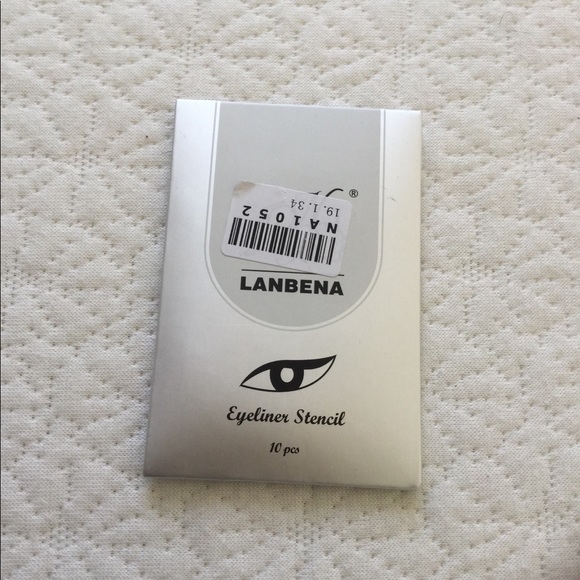 ®
19.1.34
NA1052
LANBENA
Eyeliner Stencil
10 pcs